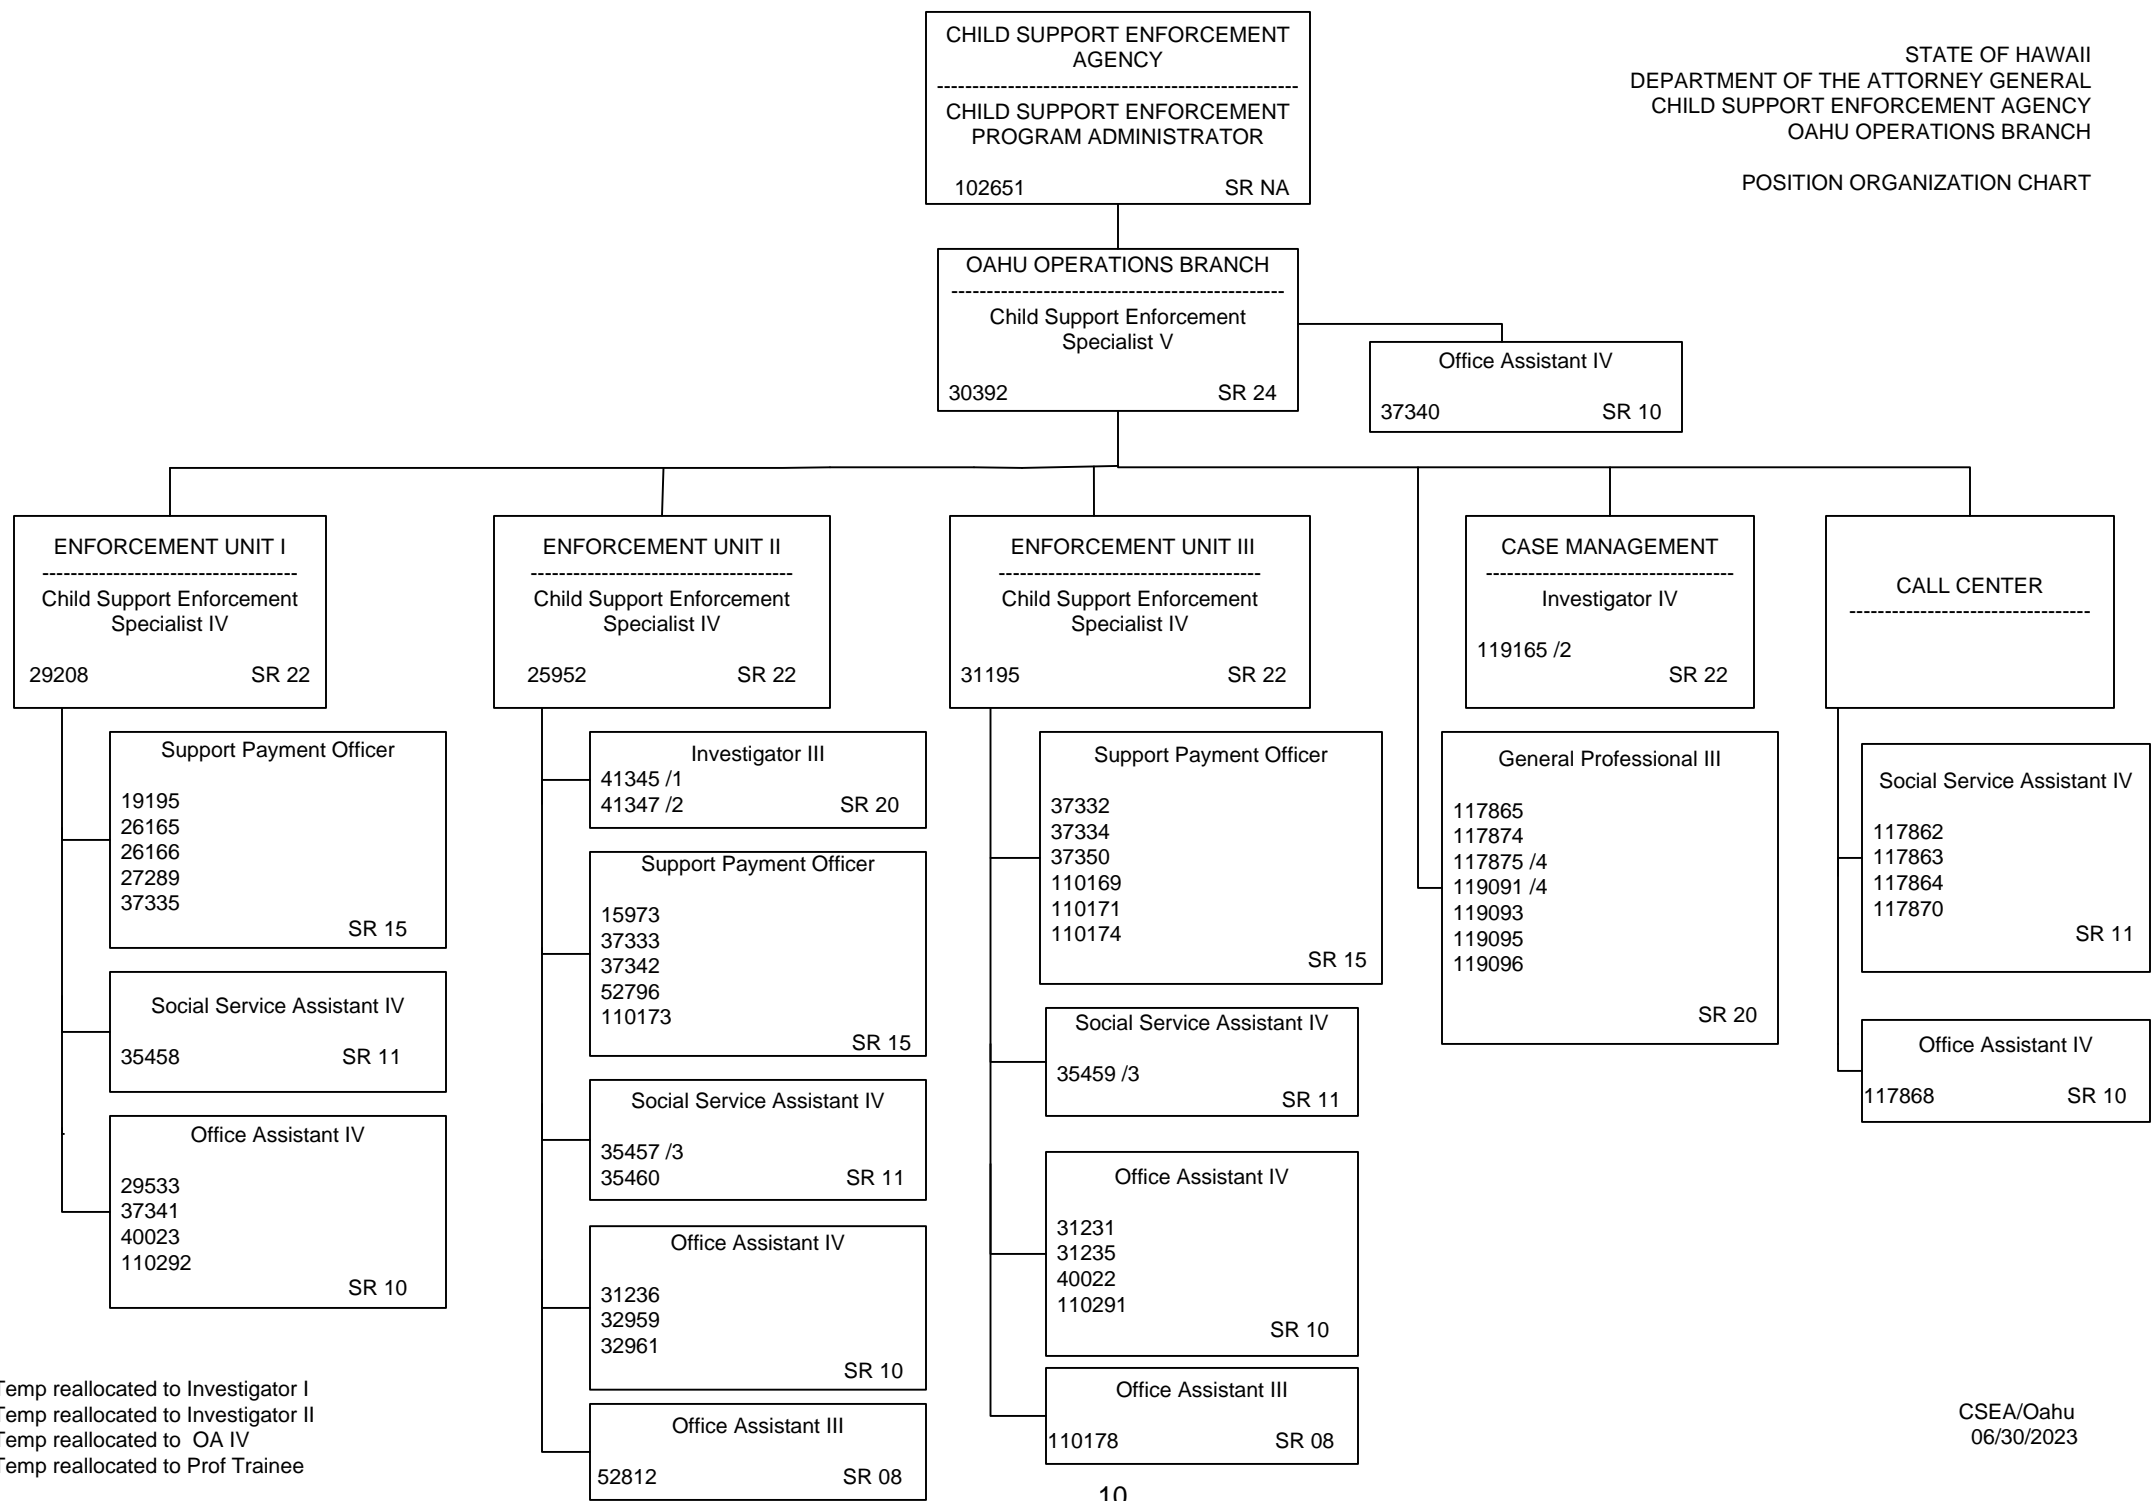 CHILD SUPPORT ENFORCEMENT
AGENCY
CHILD SUPPORT ENFORCEMENT
PROGRAM ADMINISTRATOR
102651 SR NA
STATE OF HAWAII
DEPARTMENT OF THE ATTORNEY GENERAL
CHILD SUPPORT ENFORCEMENT AGENCY
OAHU OPERATIONS BRANCH
POSITION ORGANIZATION CHART
OAHU OPERATIONS BRANCH
Child Support Enforcement
Specialist V
30392 SR 24
Office Assistant IV
37340 SR 10
ENFORCEMENT UNIT I
Child Support Enforcement
Specialist IV
29208 SR 22
Support Payment Officer
19195
26165
26166
27289
37335
SR 15
Social Service Assistant IV
35458 SR 11
Office Assistant IV
29533
37341
40023
110292
SR 10
ENFORCEMENT UNIT II
Child Support Enforcement
Specialist IV
25952 SR 22
Investigator III
41345 /1
41347 /2 SR 20
Support Payment Officer
15973
37333
37342
52796
110173
SR 15
Social Service Assistant IV
35457 /3
35460 SR 11
Office Assistant IV
31236
32959
32961
SR 10
Office Assistant III
52812 SR 08
ENFORCEMENT UNIT III
Child Support Enforcement
Specialist IV
31195 SR 22
Support Payment Officer
37332
37334
37350
110169
110171
110174
SR 15
Social Service Assistant IV
35459 /3
SR 11
Office Assistant IV
31231
31235
40022
110291
SR 10
Office Assistant III
110178 SR 08
CASE MANAGEMENT
Investigator IV
119165 /2
SR 22
General Professional III
117865
117874
117875 /4
119091 /4
119093
119095
119096
SR 20
CALL CENTER
Social Service Assistant IV
117862
117863
117864
117870
SR 11
Office Assistant IV
117868 SR 10
Temp reallocated to Investigator I
Temp reallocated to Investigator II
Temp reallocated to OA IV
Temp reallocated to Prof Trainee
CSEA/Oahu
06/30/2023
10